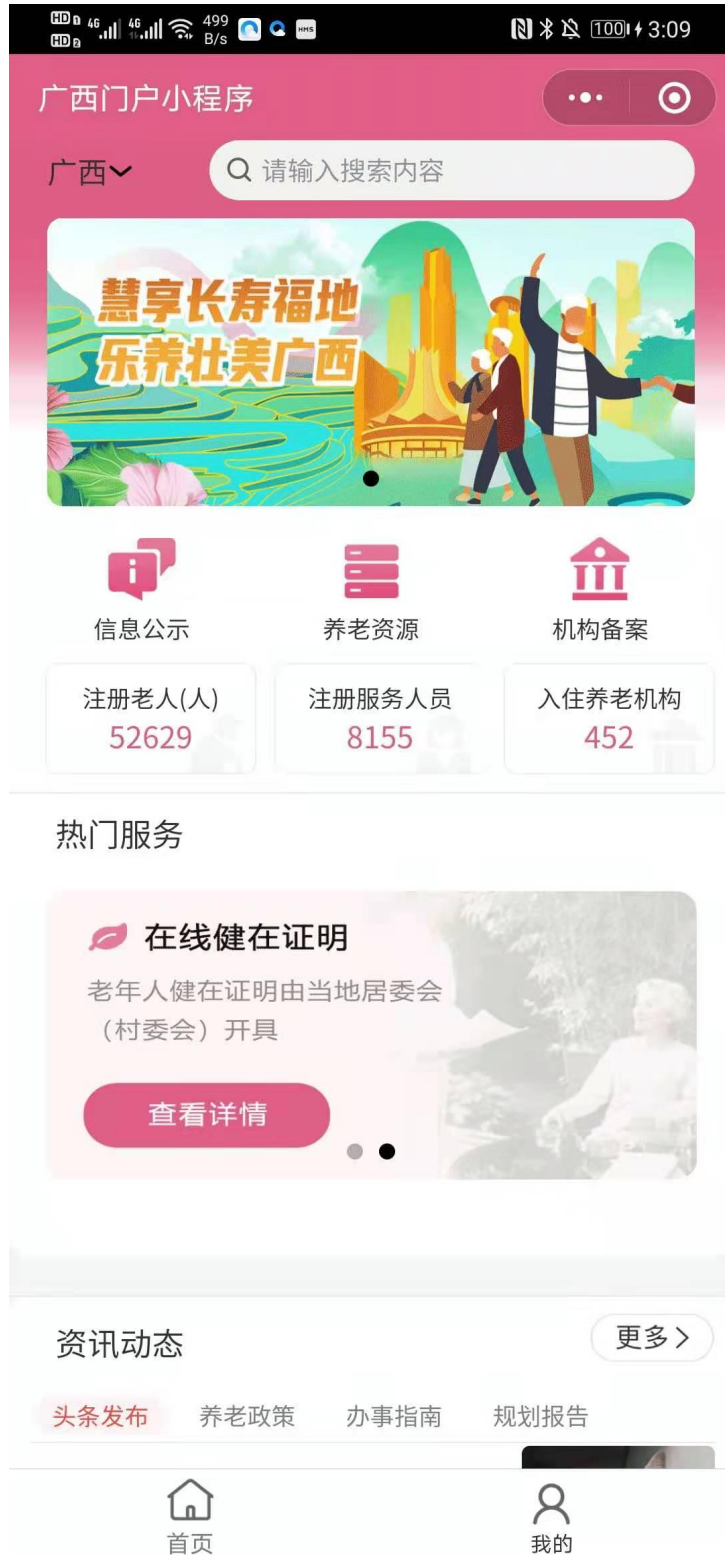 HD 1 4G 4G 499 B/s HMS 100 3:09
HD 2
广西门户小程序
广西
请输入搜索内容
慧享长寿福地
乐养壮美广西
信息公示 养老资源 机构备案
注册老人(人) 注册服务人员 入住养老机构
52629 8155 452
热门服务
在线健在证明
老年人健在证明由当地居委会
（村委会）开具
查看详情
资讯动态 更多
头条发布 养老政策 办事指南 规划报告
首页 我的